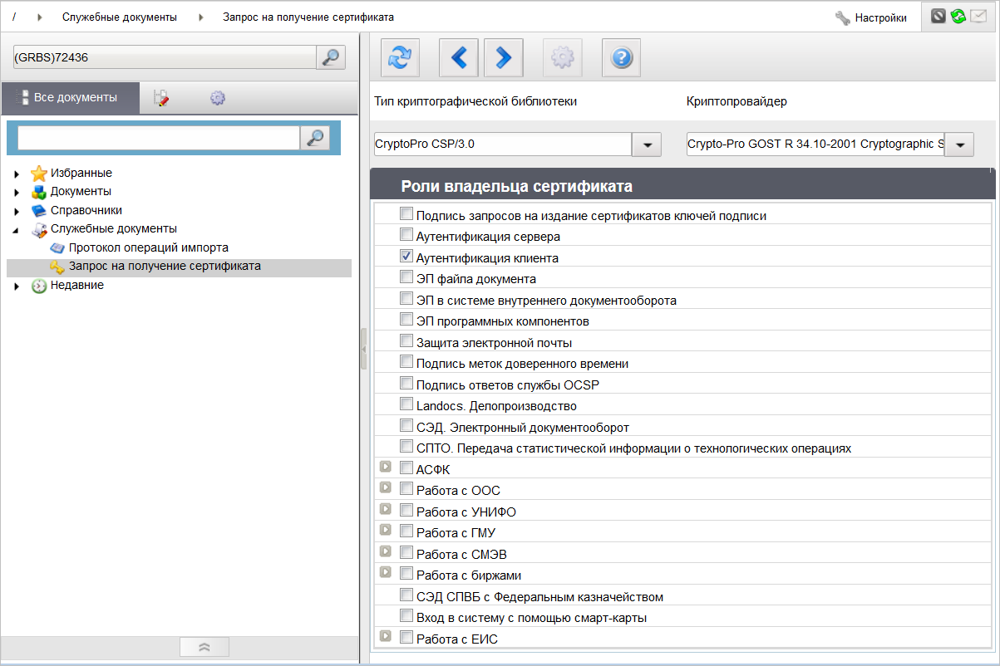 / Служебные документы Запрос на получение сертификата Настройки
(GRBS)72436
Все документы
Избранные
Документы
Справочники
Служебные документы
Протокол операций импорта
Запрос на получение сертификата
Недавние
Тип криптографической библиотеки Криптопровайдер
CryptoPro CSP/3.0 Crypto-Pro GOST R 34.10-2001 Cryptographic S
Роли владельца сертификата
Подпись запросов на издание сертификатов ключей подписи
Аутентификация сервера
Аутентификация клиента
ЭП файла документа
ЭП в системе внутреннего документооборота
ЭП программных компонентов
Защита электронной почты
Подпись меток доверенного времени
Подпись ответов службы OCSP
Landocs. Делопроизводство
СЭД. Электронный документооборот
СПТО. Передача статистической информации о технологических операциях
АСФК
Работа с ООС
Работа с УНИФО
Работа с ГМУ
Работа с СМЭВ
Работа с биржами
СЭД СПВБ с Федеральным казначейством
Вход в систему с помощью смарт-карты
Работа с ЕИС